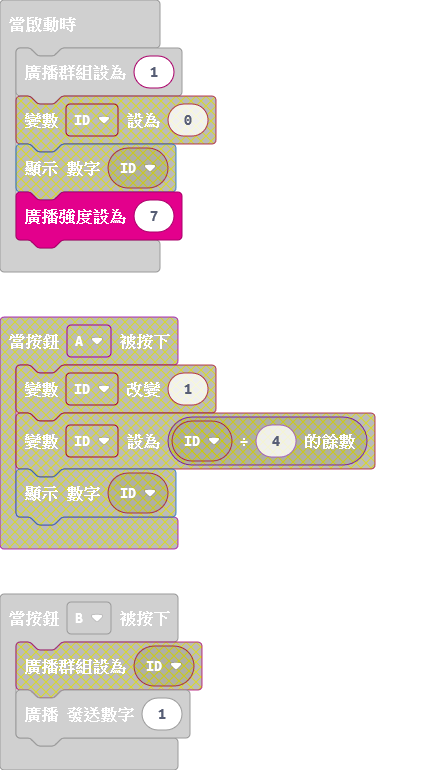 當啟動時
廣播群組設為 1
變數 ID 設為 0
顯示 數字 ID
廣播強度設為 7
當按鈕 A 被按下
變數 ID 改變 1
變數 ID 設為 ID ÷ 4 的餘數
顯示 數字 ID
當按鈕 B 被按下
廣播群組設為 ID
廣播 發送數字 1